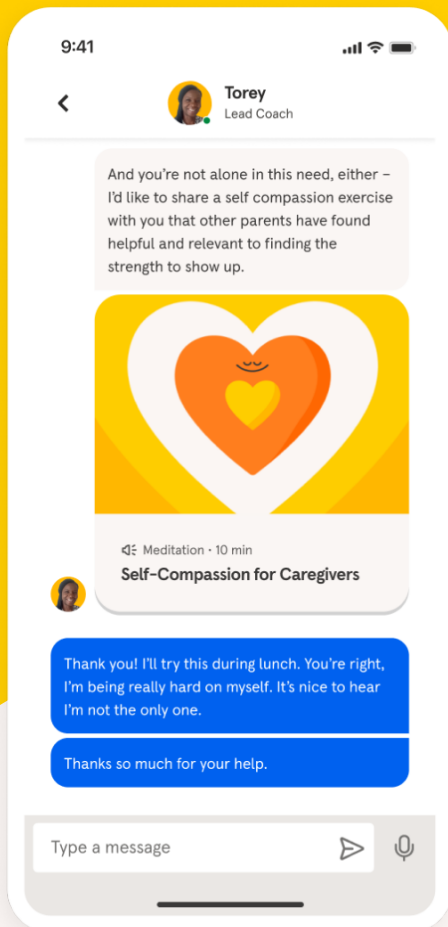 9:41
Torey
Lead Coach
And you're not alone in this need, either –
I'd like to share a self compassion exercise
with you that other parents have found
helpful and relevant to finding the
strength to show up.
Meditation • 10 min
Self-Compassion for Caregivers
Thank you! I'll try this during lunch. You're right,
I'm being really hard on myself. It's nice to hear
I'm not the only one.
Thanks so much for your help.
Type a message